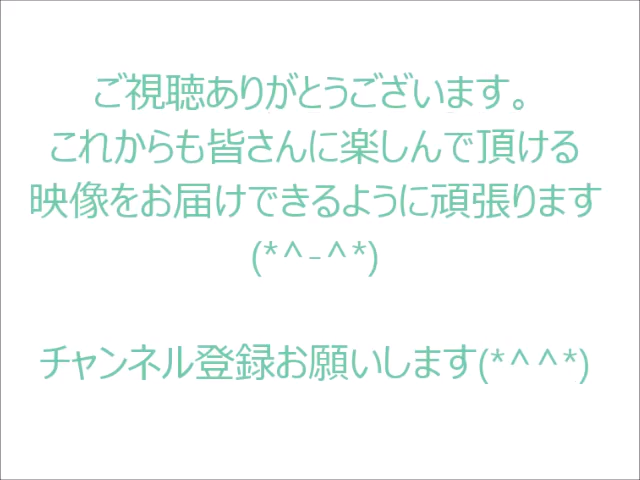 ご視聴ありがとうございます。
これからも皆さんに楽しんで頂ける
映像をお届けできるように頑張ります
(*^-^*)
チャンネル登録お願いします(*^^*)